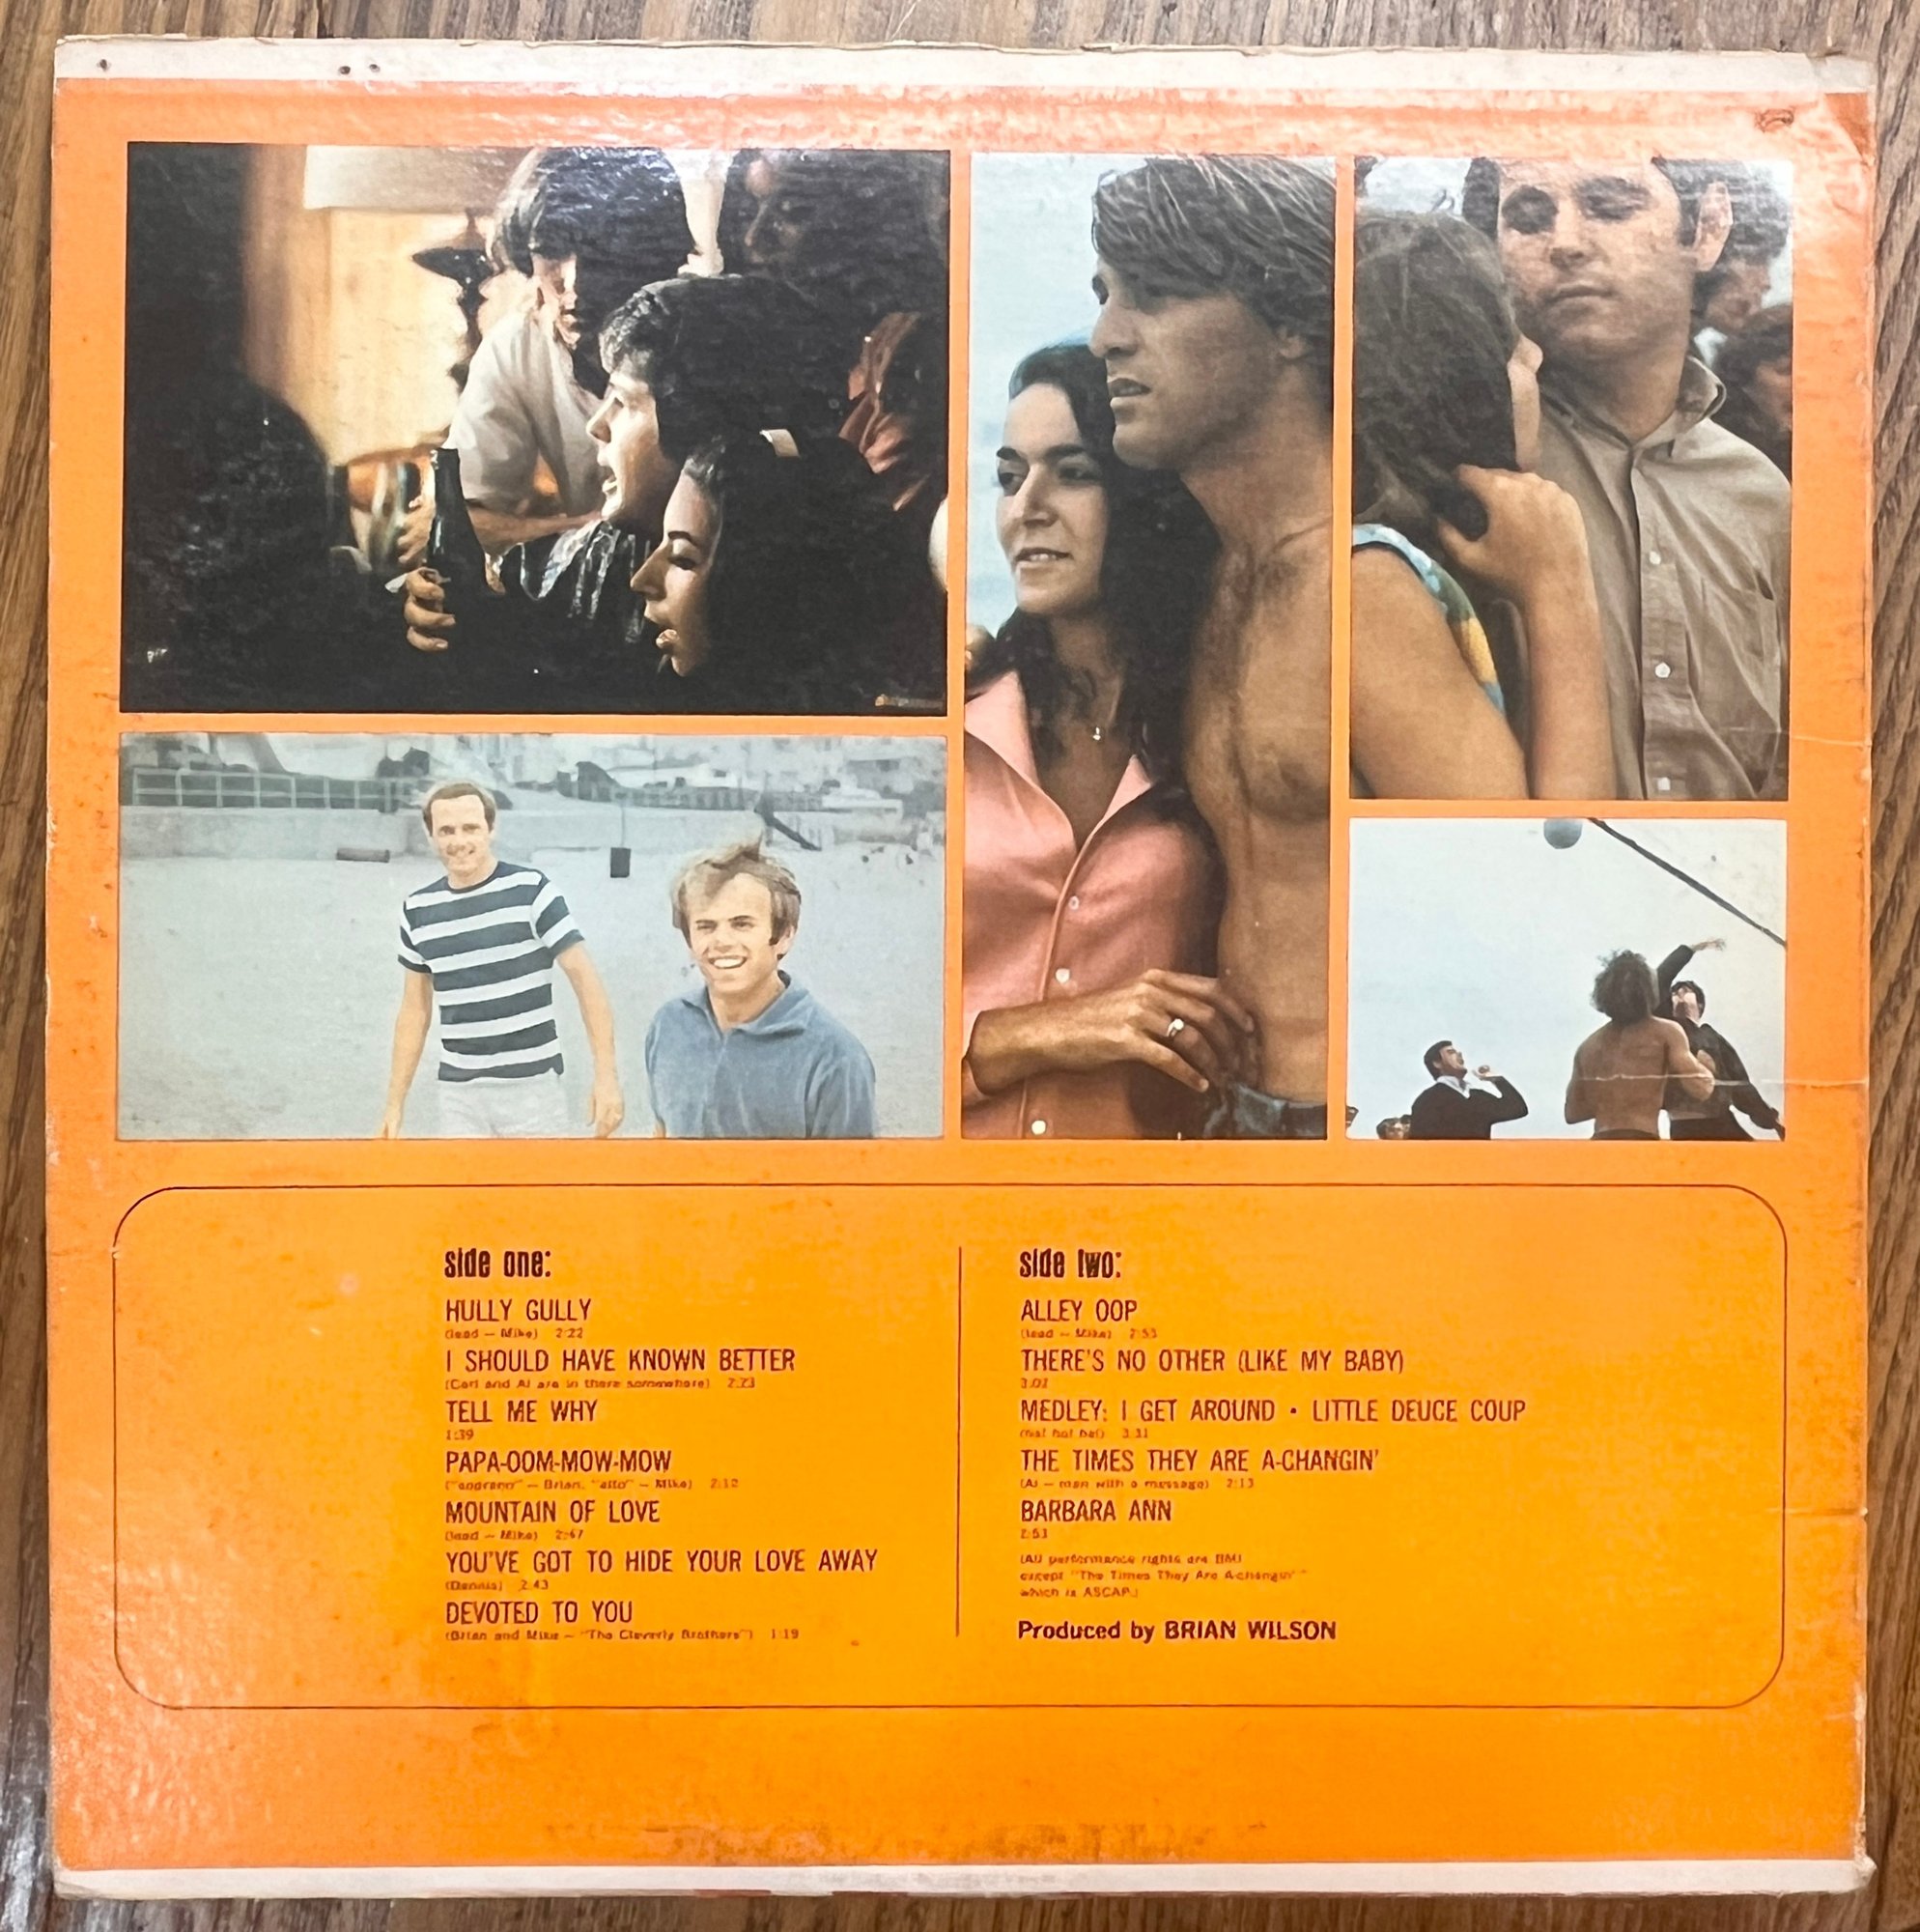 side one:
HULLY GULLY
(lead — Mike) 2:22
I SHOULD HAVE KNOWN BETTER
(Carl and Al are in there somewhere) 2:23
TELL ME WHY
1:39
PAPA-OOM-MOW-MOW
— Brian, "alto" — Mike) 2:12
MOUNTAIN OF LOVE
(lead — Mike) 2:47
YOU'VE GOT TO HIDE YOUR LOVE AWAY
(Dennis) 2:43
DEVOTED TO YOU
(Brian and Mike — "The Cleverly Brothers") 1:19
side two:
ALLEY OOP
(lead — Mike) 2:53
THERE'S NO OTHER (LIKE MY BABY)
3:02
MEDLEY: I GET AROUND • LITTLE DEUCE COUP
(ha! ha! ha!) 3:31
THE TIMES THEY ARE A-CHANGIN'
(Al — man with a message) 2:13
BARBARA ANN
2:53
(All performance rights are BMI
except "The Times They Are A-changin' "
which is ASCAP.)
Produced by BRIAN WILSON